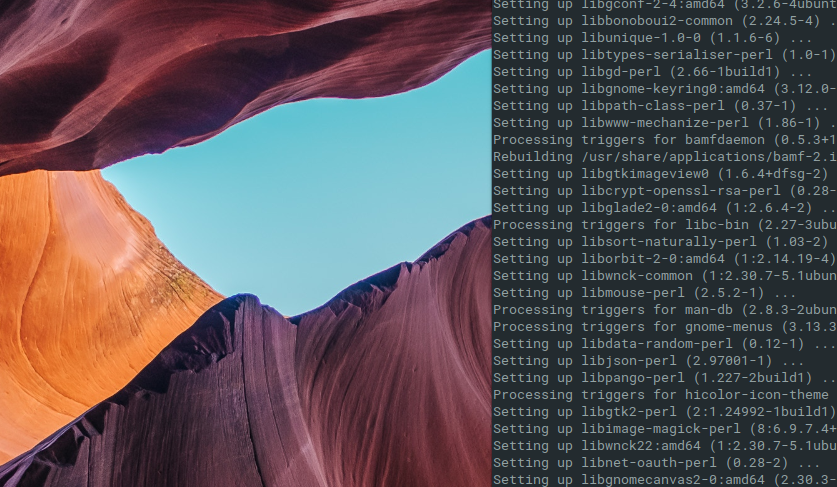 Setting up libgconf-2-4:amd64 (3.2.6-4ubunt
Setting up libbonoboui2-common (2.24.5-4) .
Setting up libunique-1.0-0 (1.1.6-6) ...
Setting up libtypes-serialiser-perl (1.0-1)
Setting up libgd-perl (2.66-1build1) ...
Setting up libgnome-keyring0:amd64 (3.12.0-
Setting up libpath-class-perl (0.37-1) ...
Setting up libwww-mechanize-perl (1.86-1) .
Processing triggers for bamfdaemon (0.5.3+1
Rebuilding /usr/share/applications/bamf-2.i
Setting up libgtkimageview0 (1.6.4+dfsg-2)
Setting up libcrypt-openssl-rsa-perl (0.28-
Setting up libglade2-0:amd64 (1:2.6.4-2) ..
Processing triggers for libc-bin (2.27-3ubu
Setting up libsort-naturally-perl (1.03-2)
Setting up liborbit-2-0:amd64 (1:2.14.19-4)
Setting up libwnck-common (1:2.30.7-5.1ubun
Setting up libmouse-perl (2.5.2-1) ...
Processing triggers for man-db (2.8.3-2ubun
Processing triggers for gnome-menus (3.13.3
Setting up libdata-random-perl (0.12-1) ...
Setting up libjson-perl (2.97001-1) ...
Setting up libpango-perl (1.227-2build1) ..
Processing triggers for hicolor-icon-theme
Setting up libgtk2-perl (2:1.24992-1build1)
Setting up libimage-magick-perl (8:6.9.7.4+
Setting up libwnck22:amd64 (1:2.30.7-5.1ubu
Setting up libnet-oauth-perl (0.28-2) ...
Setting up libgnomecanvas2-0:amd64 (2.30.3-